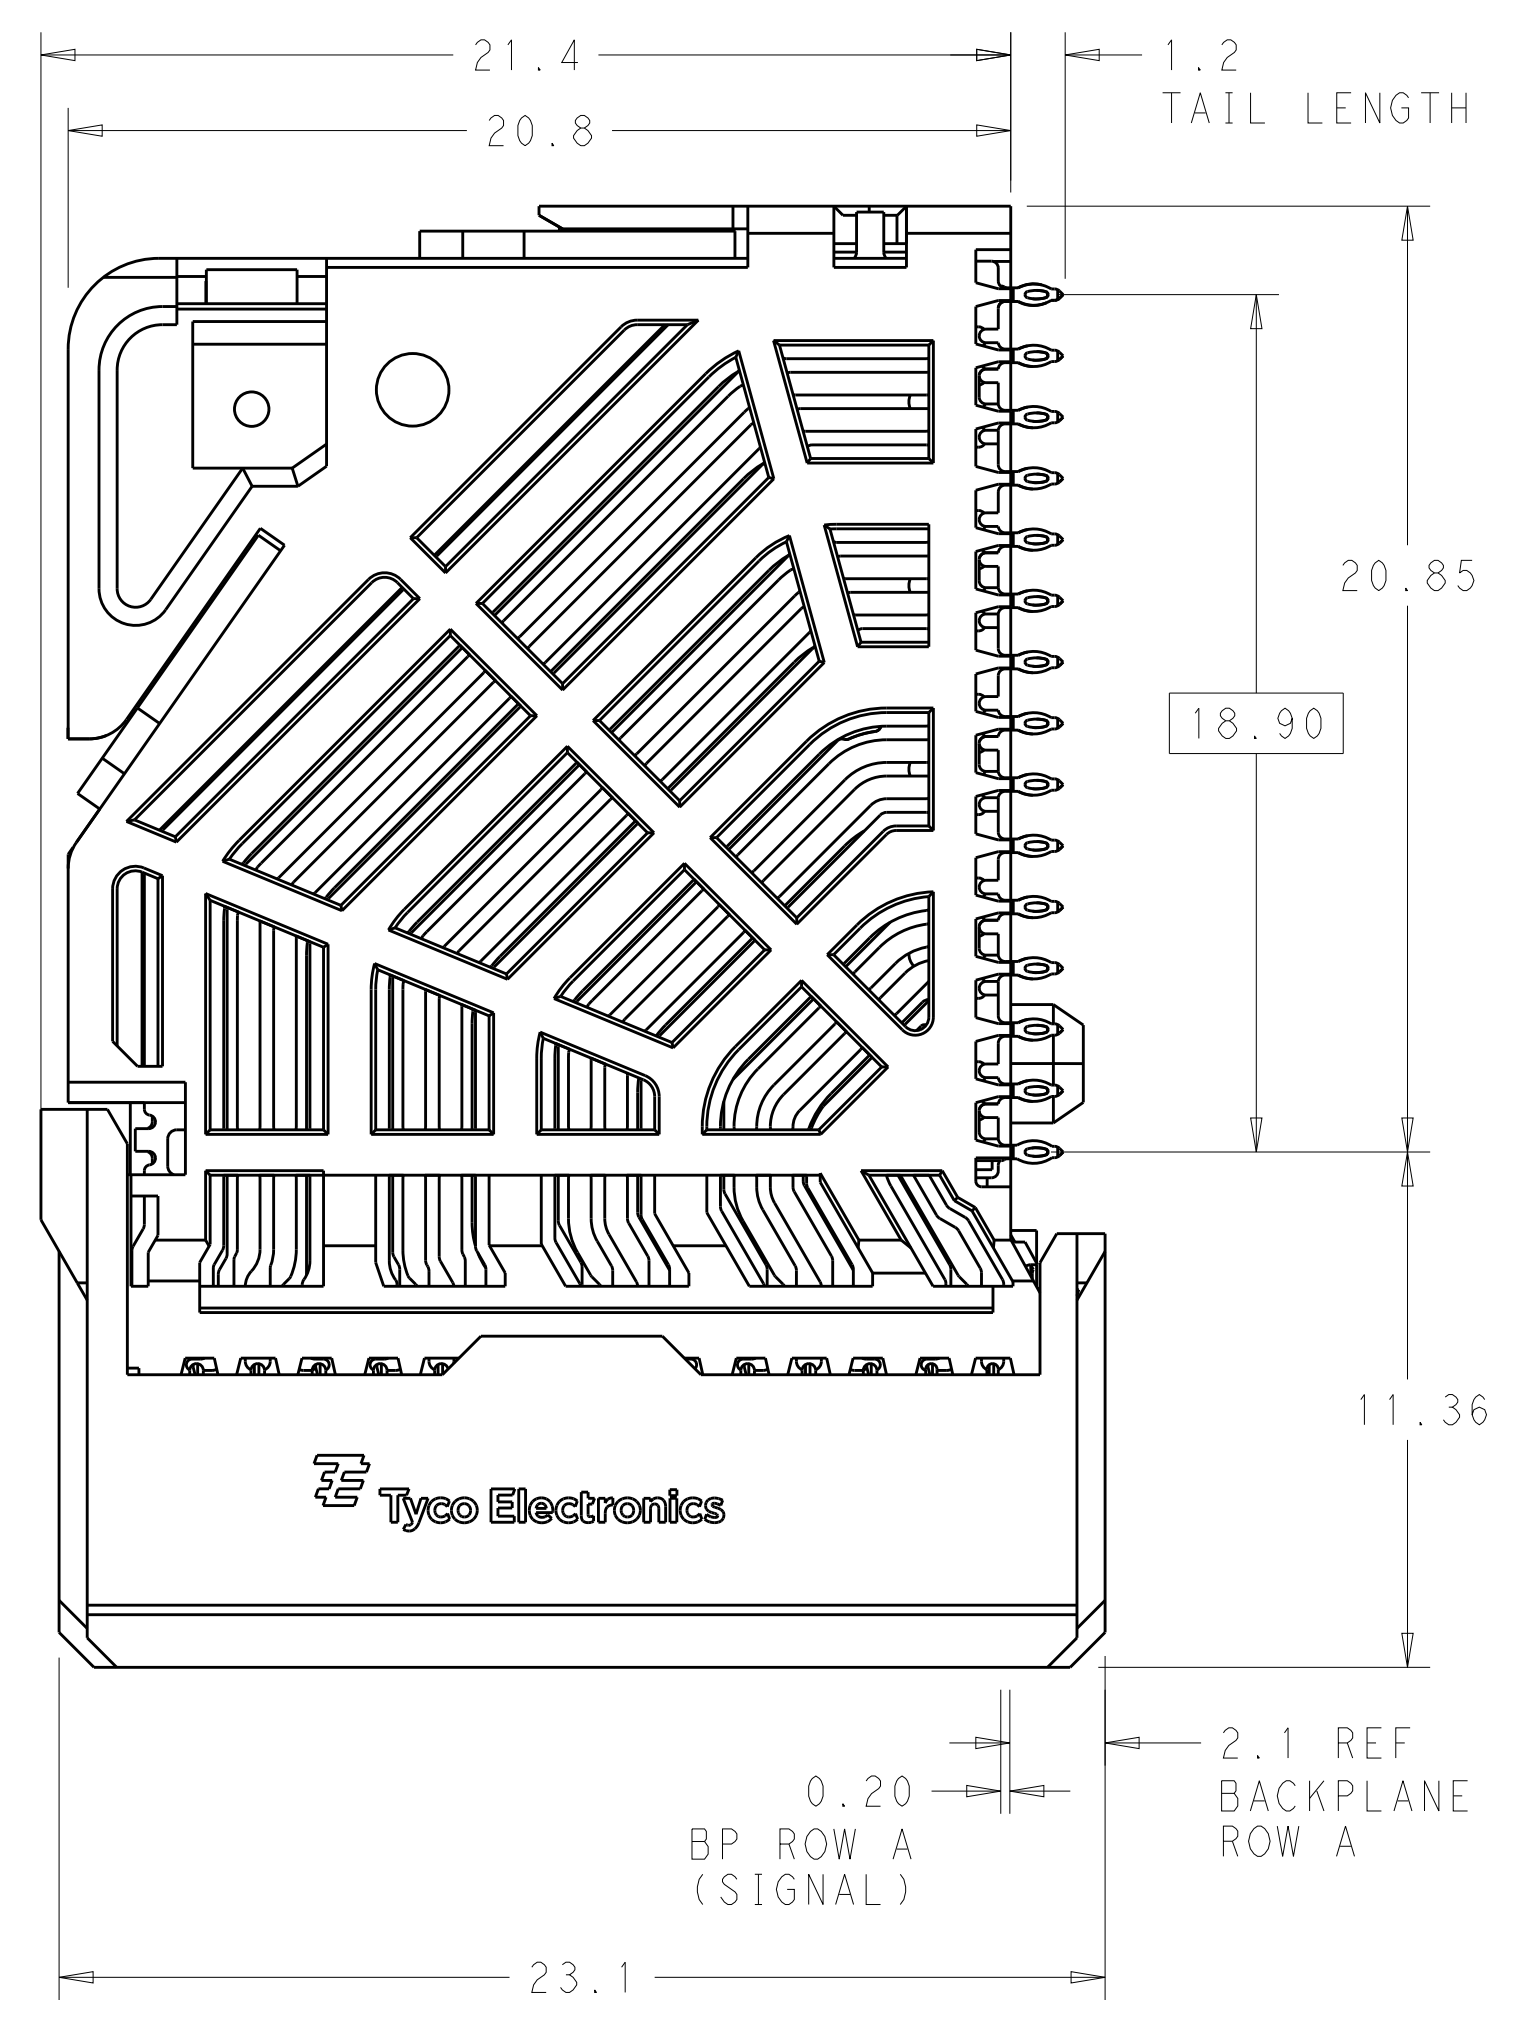 21.4
1.2
TAIL LENGTH
20.8
20.85
18.90
11.36
Tyco Electronics
2.1 REF
BACKPLANE
ROW A
0.20
BP ROW A
(SIGNAL)
23.1